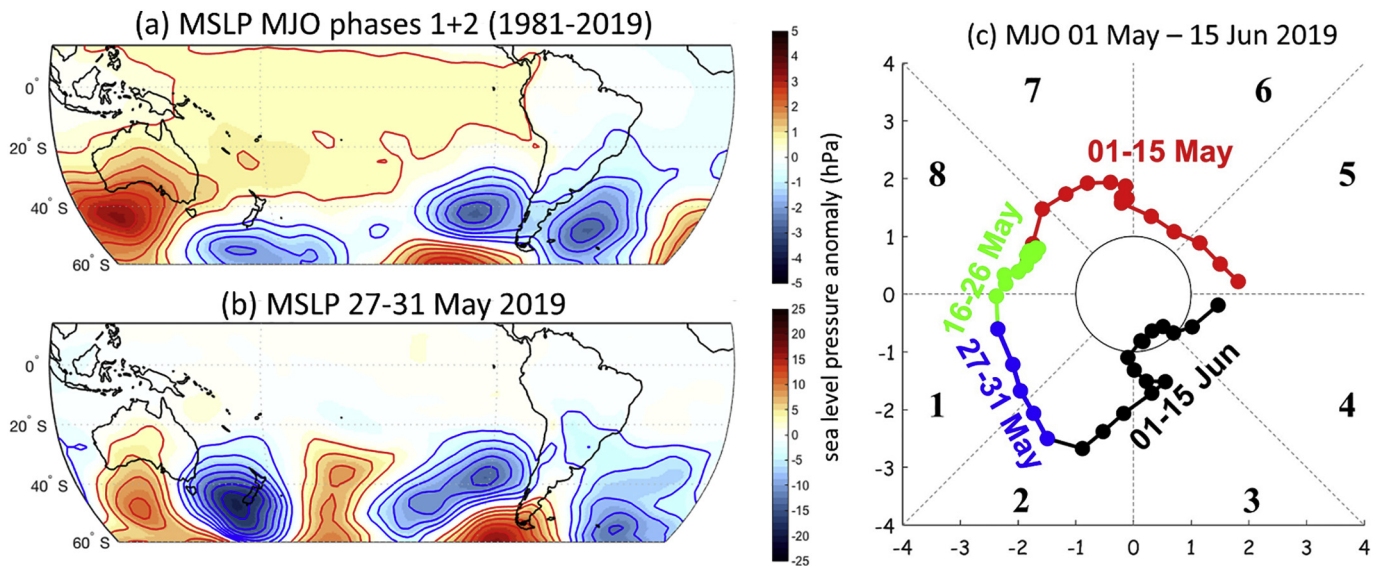 (a) MSLP MJO phases 1+2 (1981-2019)
0°
20° S
40° S
60° S
5
4
3
2
1
0
-1
-2
-3
-4
-5
(b) MSLP 27-31 May 2019
0°
20° S
40° S
60° S
25
20
15
10
5
0
-5
-10
-15
-20
-25
sea level pressure anomaly (hPa)
(c) MJO 01 May – 15 Jun 2019
4
3
2
1
0
-1
-2
-3
-4
-4 -3 -2 -1 0 1 2 3 4
7 6
8 5
1 4
2 3
01-15 May
16-26 May
27-31 May
01-15 Jun